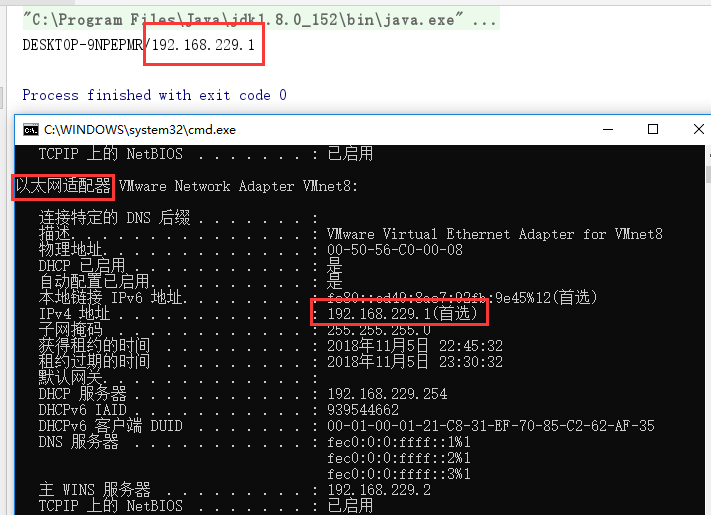 "C:\Program Files\Java\jdk1.8.0_152\bin\java.exe" ...
DESKTOP-9NPEPMR/192.168.229.1
Process finished with exit code 0
C:\WINDOWS\system32\cmd.exe
TCPIP 上的 NetBIOS . . . . . . . : 已启用
以太网适配器 VMware Network Adapter VMnet8:
连接特定的 DNS 后缀 . . . . . . . :
描述. . . . . . . . . . . . . . . : VMware Virtual Ethernet Adapter for VMnet8
物理地址. . . . . . . . . . . . . : 00-50-56-C0-00-08
DHCP 已启用 . . . . . . . . . . . : 是
自动配置已启用. . . . . . . . . . : 是
本地链接 IPv6 地址. . . . . . . . : 9e45%12(首选)
IPv4 地址 . . . . . . . . . . . . : 192.168.229.1(首选)
子网掩码 . . . . . . . . . . . . : 255.255.255.0
获得租约的时间 . . . . . . . . . : 2018年11月5日 22:45:32
租约过期的时间 . . . . . . . . . : 2018年11月5日 23:30:32
默认网关. . . . . . . . . . . . . :
DHCP 服务器 . . . . . . . . . . . : 192.168.229.254
DHCPv6 IAID . . . . . . . . . . . : 939544662
DHCPv6 客户端 DUID . . . . . . . : 00-01-00-01-21-C8-31-EF-70-85-C2-62-AF-35
DNS 服务器 . . . . . . . . . . . : fec0:0:0:ffff::1%1
fec0:0:0:ffff::2%1
fec0:0:0:ffff::3%1
主 WINS 服务器 . . . . . . . . . : 192.168.229.2
TCPIP 上的 NetBIOS . . . . . . . : 已启用